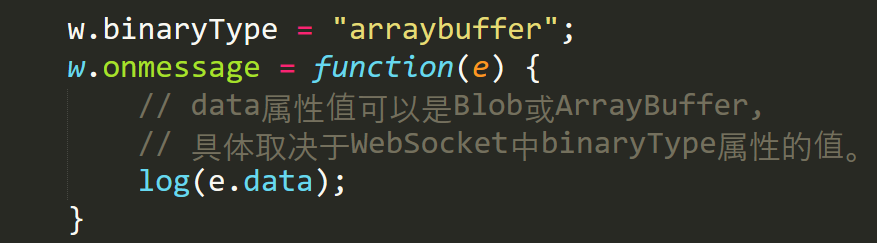 w.binaryType = "arraybuffer";
w.onmessage = function(e) {
// data属性值可以是Blob或ArrayBuffer,
// 具体取决于WebSocket中binaryType属性的值。
log(e.data);
}